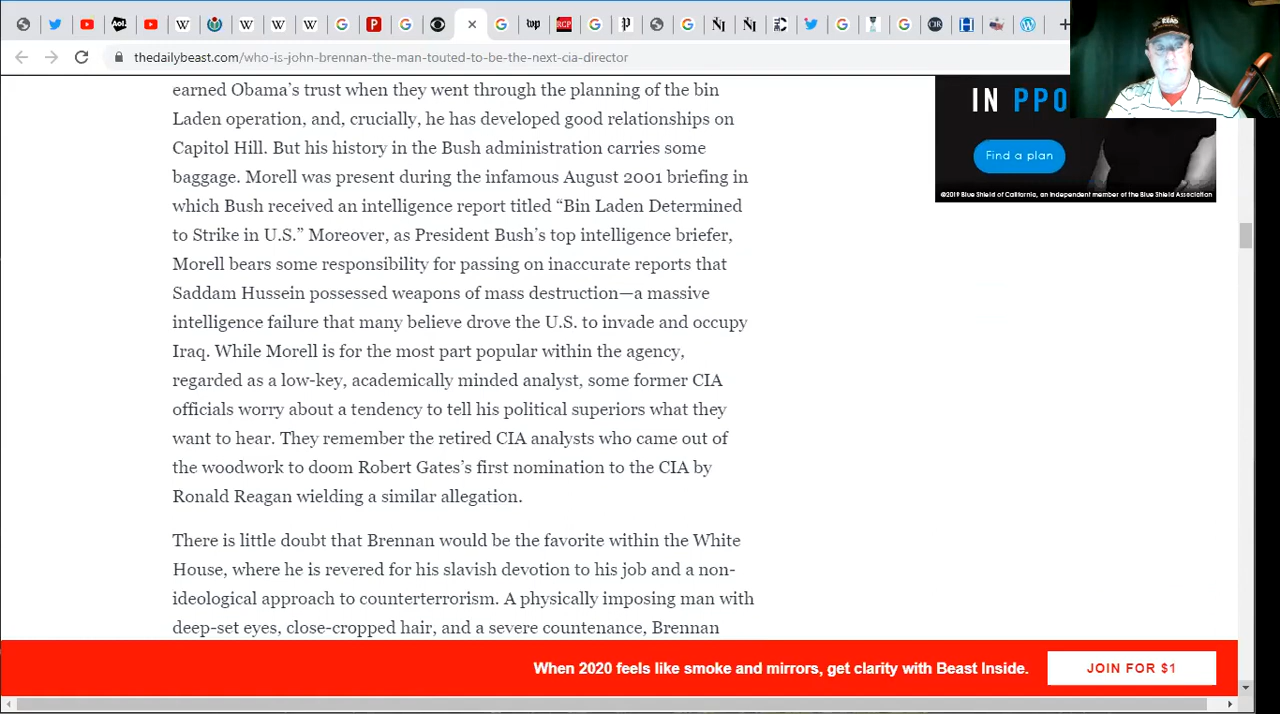 Aol.
W
W
W
W
G
P
G
G
wp
RCP
G
P
G
NJ
NJ
G
G
CIR
H
thedailybeast.com/who-is-john-brennan-the-man-touted-to-be-the-next-cia-director
earned Obama’s trust when they went through the planning of the bin
Laden operation, and, crucially, he has developed good relationships on
Capitol Hill. But his history in the Bush administration carries some
baggage. Morell was present during the infamous August 2001 briefing in
which Bush received an intelligence report titled “Bin Laden Determined
to Strike in U.S.” Moreover, as President Bush’s top intelligence briefer,
Morell bears some responsibility for passing on inaccurate reports that
Saddam Hussein possessed weapons of mass destruction—a massive
intelligence failure that many believe drove the U.S. to invade and occupy
Iraq. While Morell is for the most part popular within the agency,
regarded as a low-key, academically minded analyst, some former CIA
officials worry about a tendency to tell his political superiors what they
want to hear. They remember the retired CIA analysts who came out of
the woodwork to doom Robert Gates’s first nomination to the CIA by
Ronald Reagan wielding a similar allegation.
There is little doubt that Brennan would be the favorite within the White
House, where he is revered for his slavish devotion to his job and a non-
ideological approach to counterterrorism. A physically imposing man with
deep-set eyes, close-cropped hair, and a severe countenance, Brennan
IN PPO
Find a plan
©2019 Blue Shield of California, an independent member of the Blue Shield Association
When 2020 feels like smoke and mirrors, get clarity with Beast Inside.
JOIN FOR $1